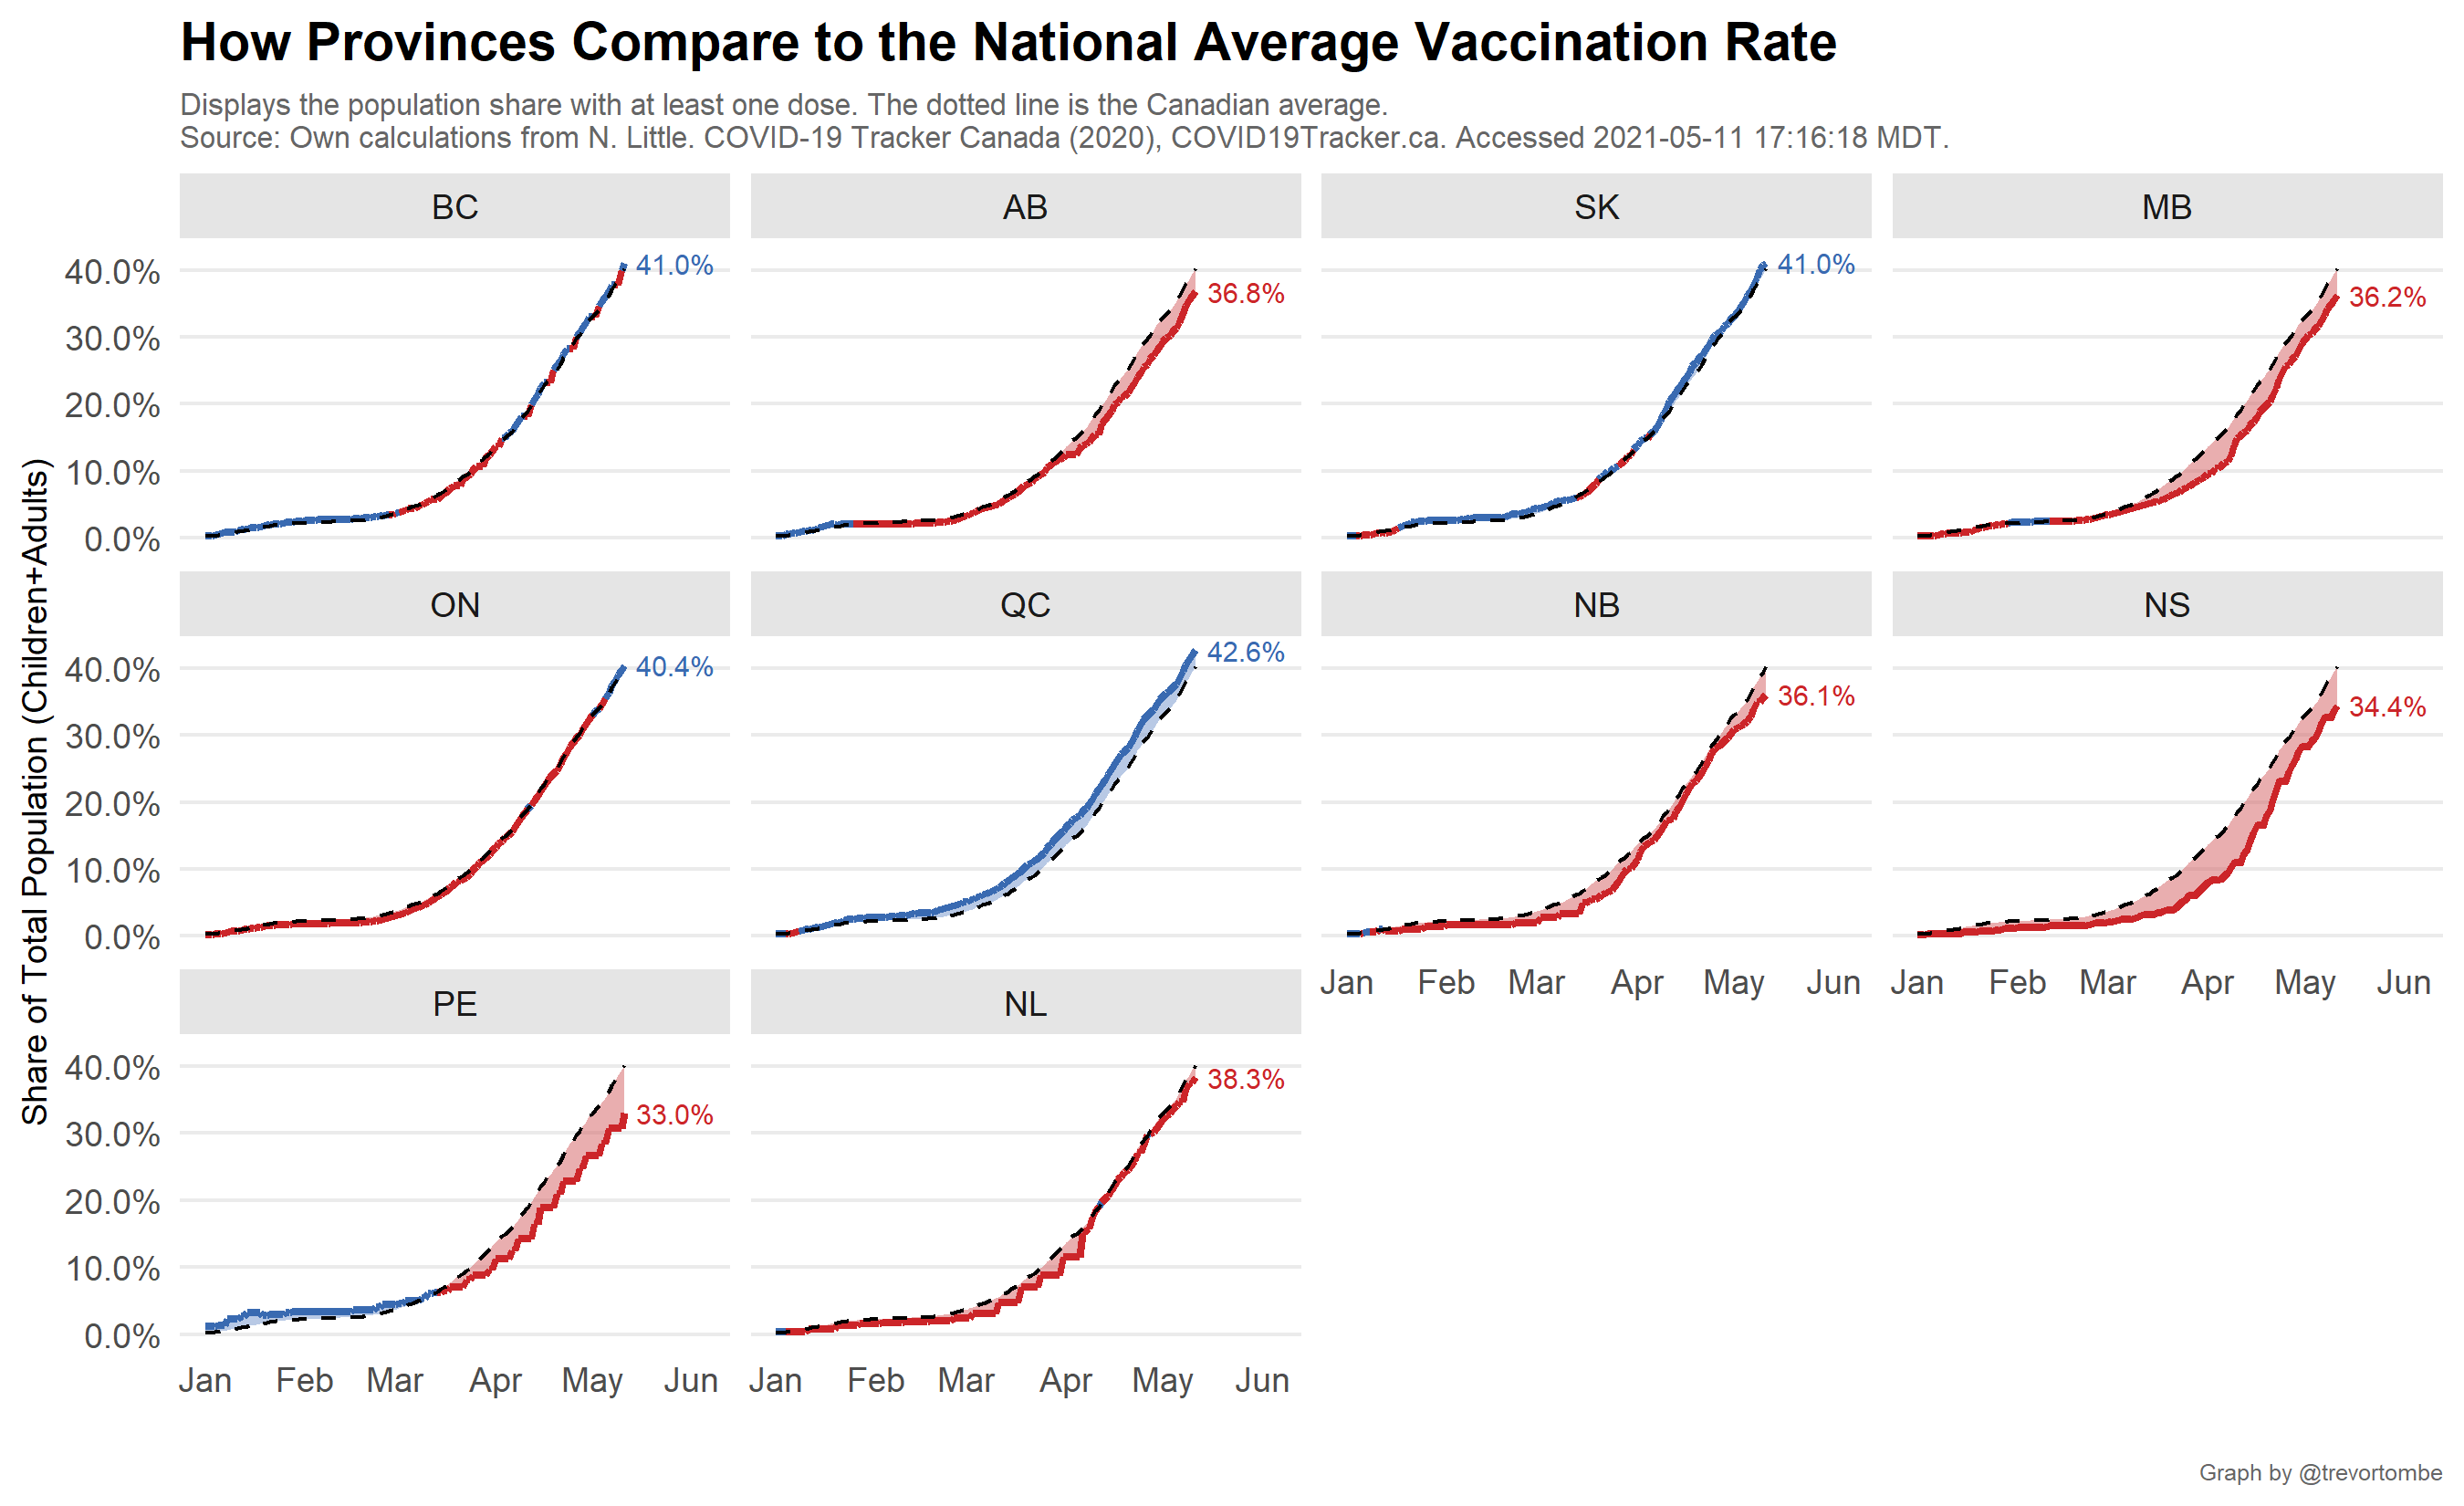 How Provinces Compare to the National Average Vaccination Rate
Displays the population share with at least one dose. The dotted line is the Canadian average.
Source: Own calculations from N. Little. COVID-19 Tracker Canada (2020), COVID19Tracker.ca. Accessed 2021-05-11 17:16:18 MDT.
Share of Total Population (Children+Adults)
BC AB SK MB
40.0% 41.0% 36.8% 41.0% 36.2%
30.0%
20.0%
10.0%
0.0%
ON QC NB NS
40.0% 40.4% 42.6% 36.1% 34.4%
30.0%
20.0%
10.0%
0.0%
Jan Feb Mar Apr May Jun Jan Feb Mar Apr May Jun
PE NL
40.0% 33.0% 38.3%
30.0%
20.0%
10.0%
0.0%
Jan Feb Mar Apr May Jun Jan Feb Mar Apr May Jun
Graph by @trevortombe